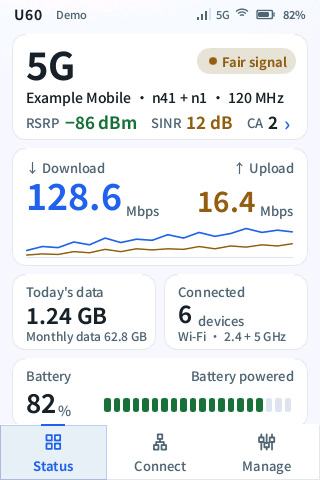 U60 Demo 5G 82%
5G Fair signal
Example Mobile • n41 + n1 • 120 MHz
RSRP −86 dBm SINR 12 dB CA 2 ›
↓ Download ↑ Upload
128.6 Mbps 16.4 Mbps
Today's data Connected
1.24 GB 6 devices
Monthly data 62.8 GB Wi-Fi • 2.4 + 5 GHz
Battery Battery powered
82 %
Status Connect Manage